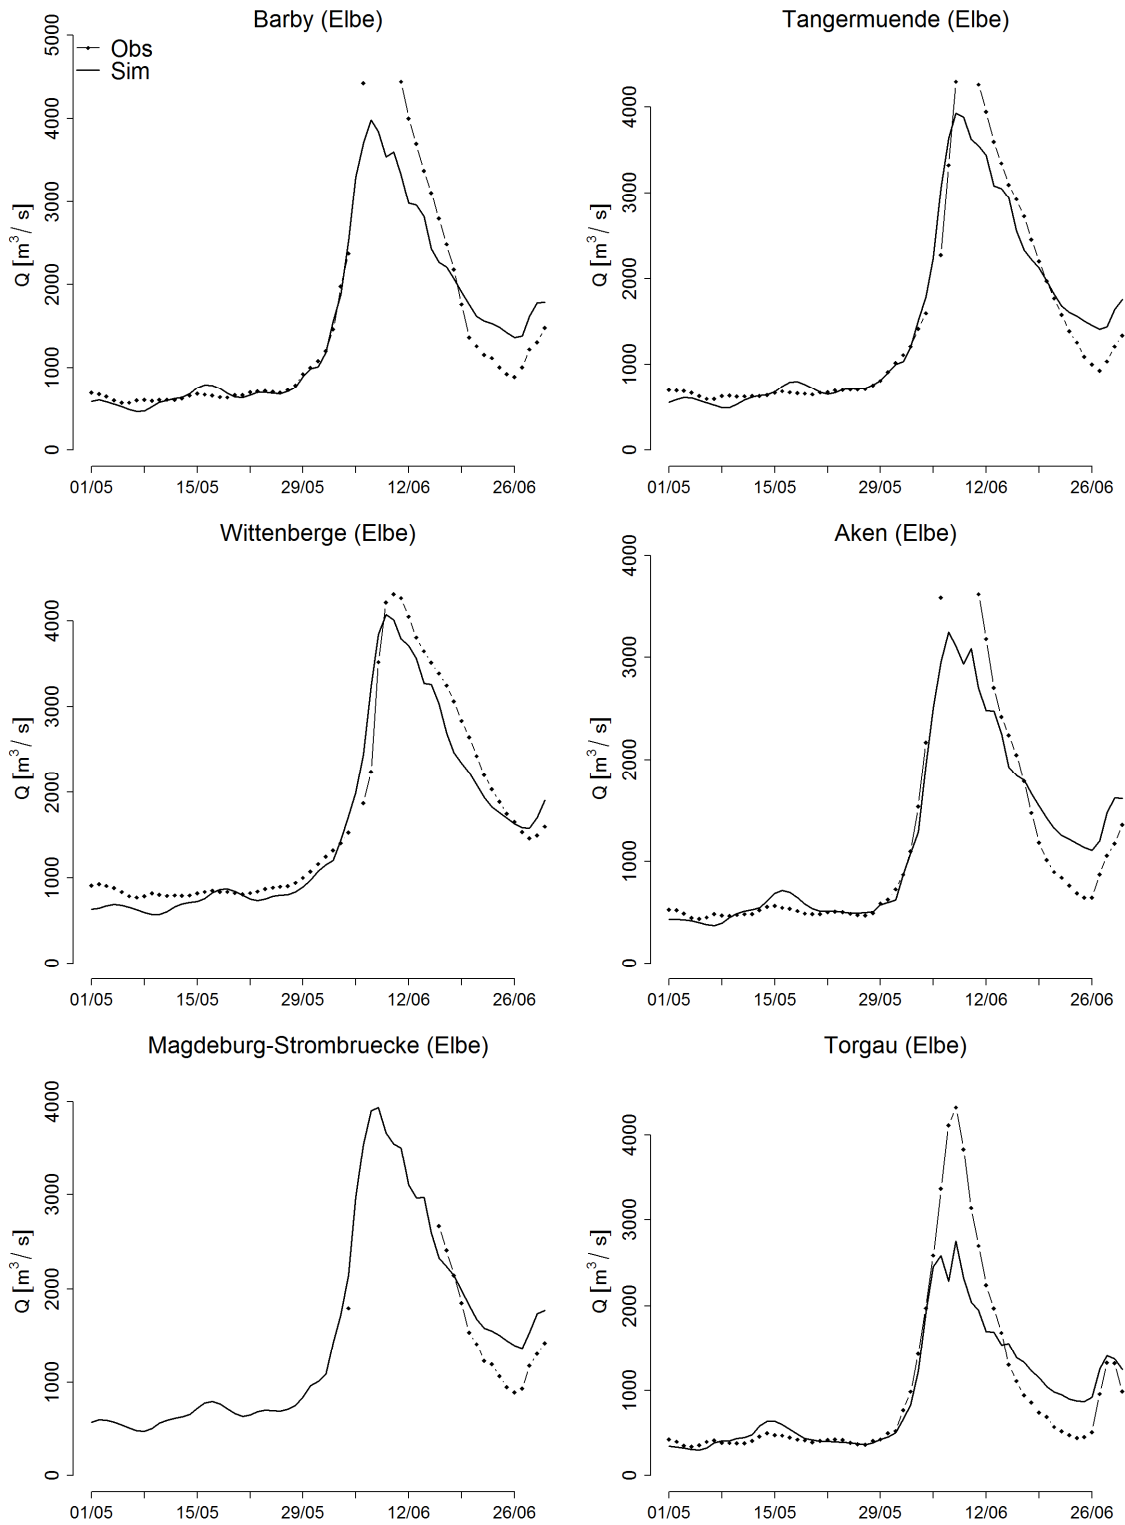 Barby (Elbe)
Obs
Sim
Q [m³/ s]
0
1000
2000
3000
4000
5000
01/05 15/05 29/05 12/06 26/06
Tangermuende (Elbe)
Q [m³/ s]
0
1000
2000
3000
4000
01/05 15/05 29/05 12/06 26/06
Wittenberge (Elbe)
Q [m³/ s]
0
1000
2000
3000
4000
01/05 15/05 29/05 12/06 26/06
Aken (Elbe)
Q [m³/ s]
0
1000
2000
3000
4000
01/05 15/05 29/05 12/06 26/06
Magdeburg-Strombruecke (Elbe)
Q [m³/ s]
0
1000
2000
3000
4000
01/05 15/05 29/05 12/06 26/06
Torgau (Elbe)
Q [m³/ s]
0
1000
2000
3000
4000
01/05 15/05 29/05 12/06 26/06